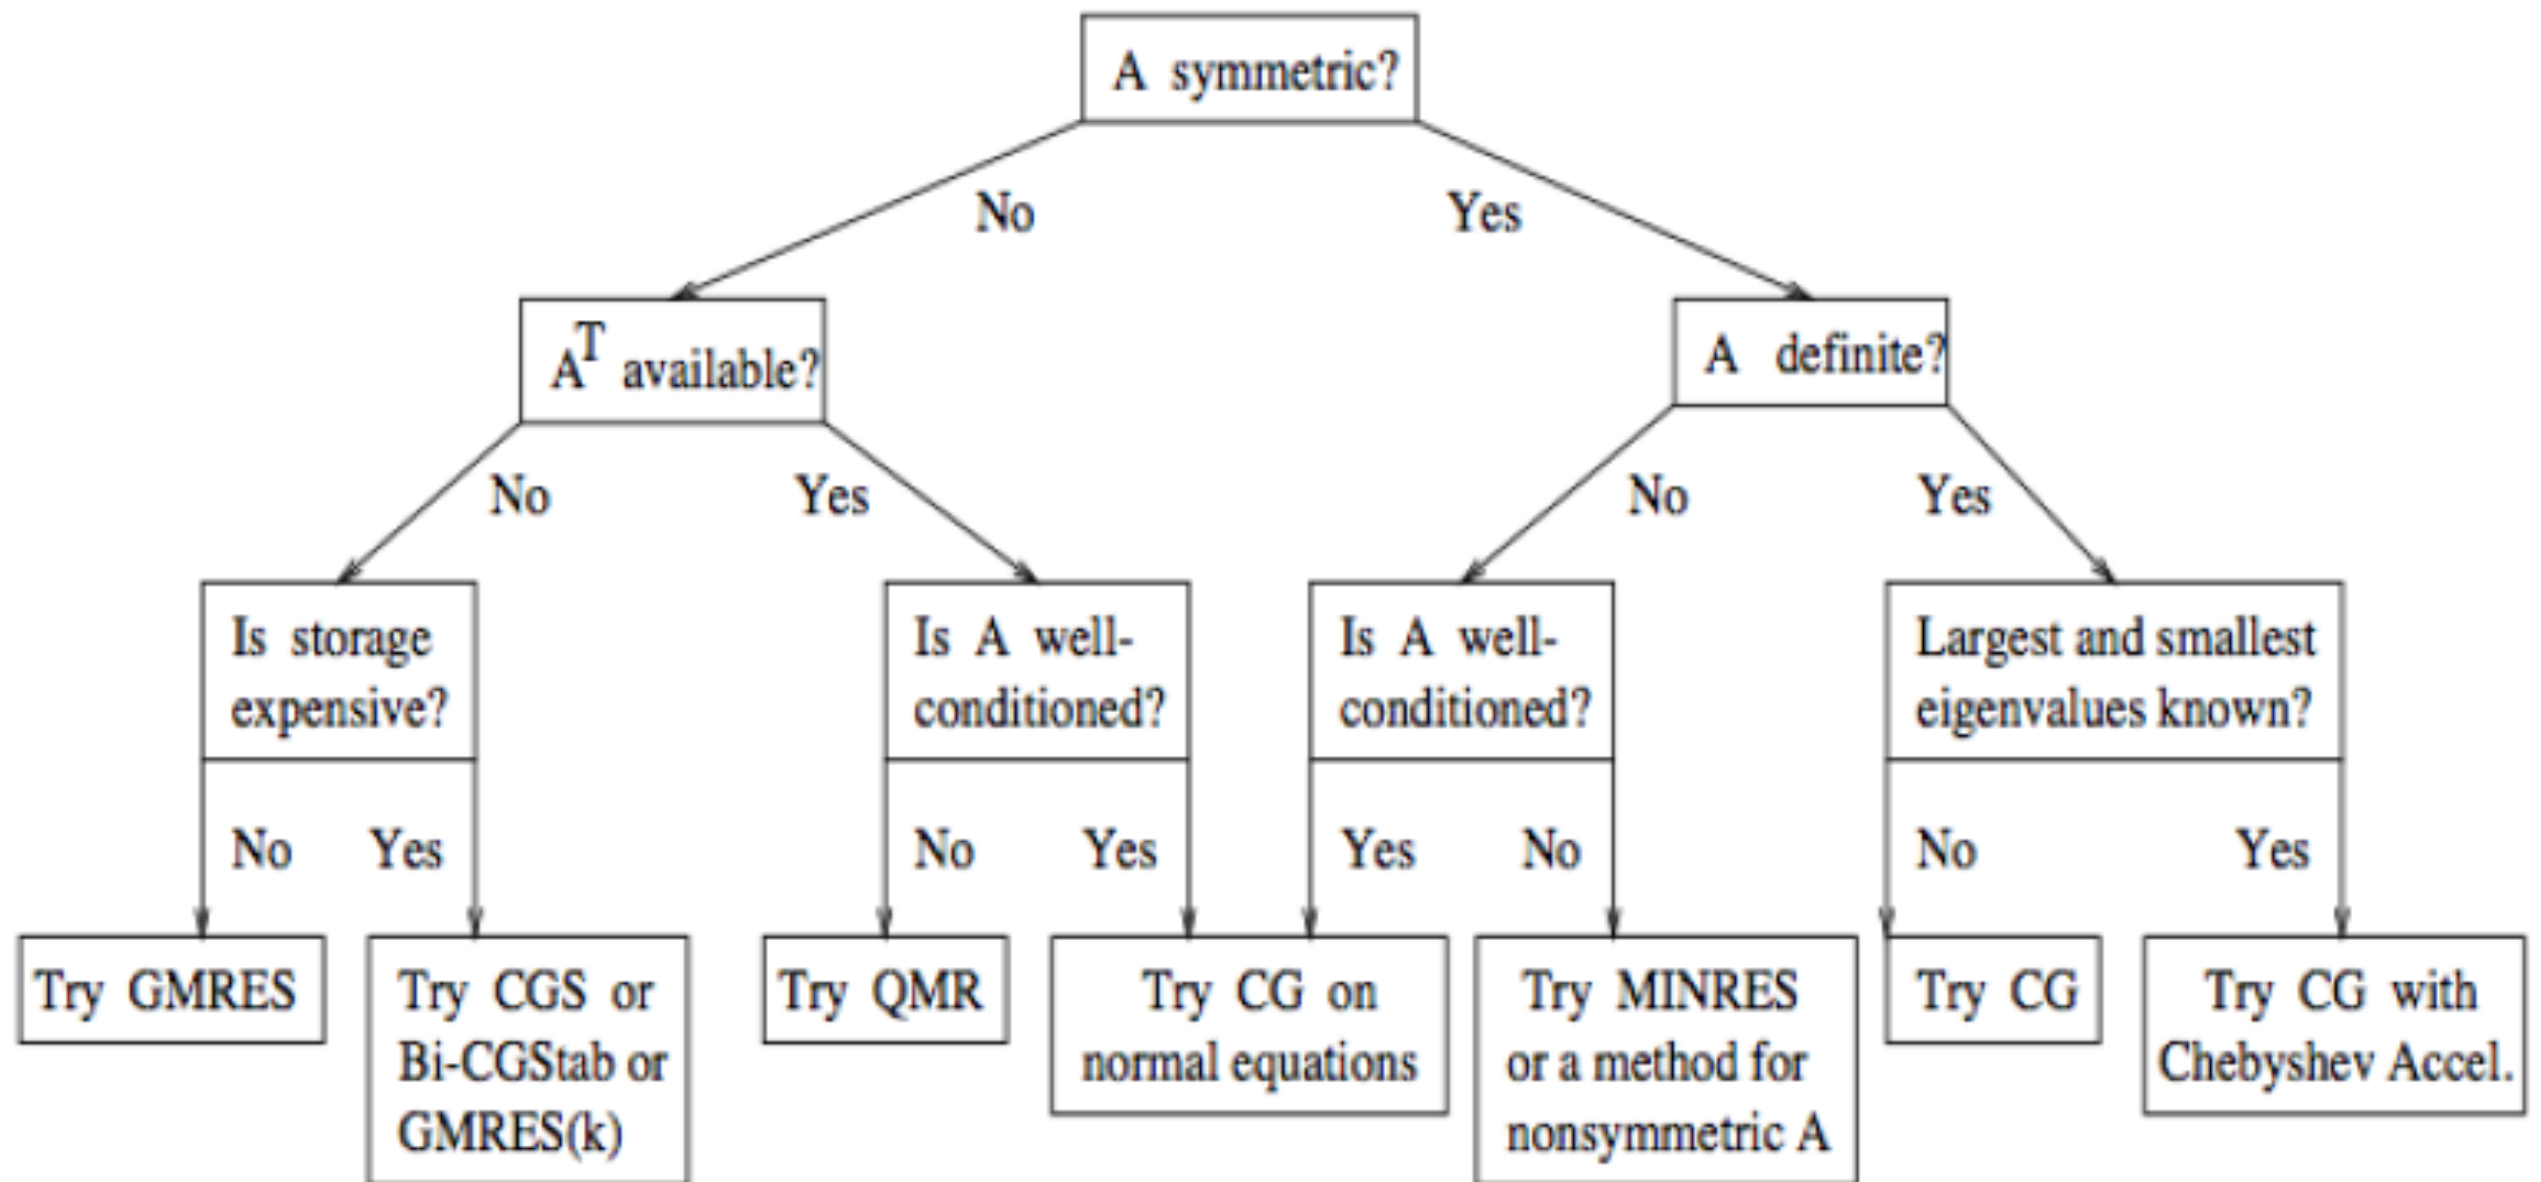 A symmetric?
No
Yes
A^T available?
A definite?
No
Yes
No
Yes
Is storage
expensive?
Is A well-
conditioned?
Is A well-
conditioned?
Largest and smallest
eigenvalues known?
No
Yes
No
Yes
Yes
No
No
Yes
Try GMRES
Try CGS or
Bi-CGStab or
GMRES(k)
Try QMR
Try CG on
normal equations
Try MINRES
or a method for
nonsymmetric A
Try CG
Try CG with
Chebyshev Accel.